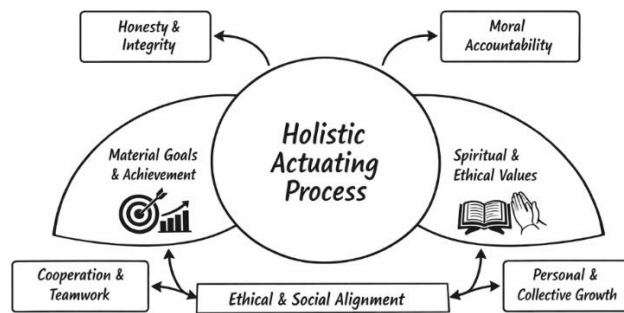 Honesty &
Integrity
Moral
Accountability
Holistic
Actuating
Process
Material Goals
& Achievement
Spiritual &
Ethical Values
Cooperation &
Teamwork
Ethical & Social Alignment
Personal &
Collective Growth